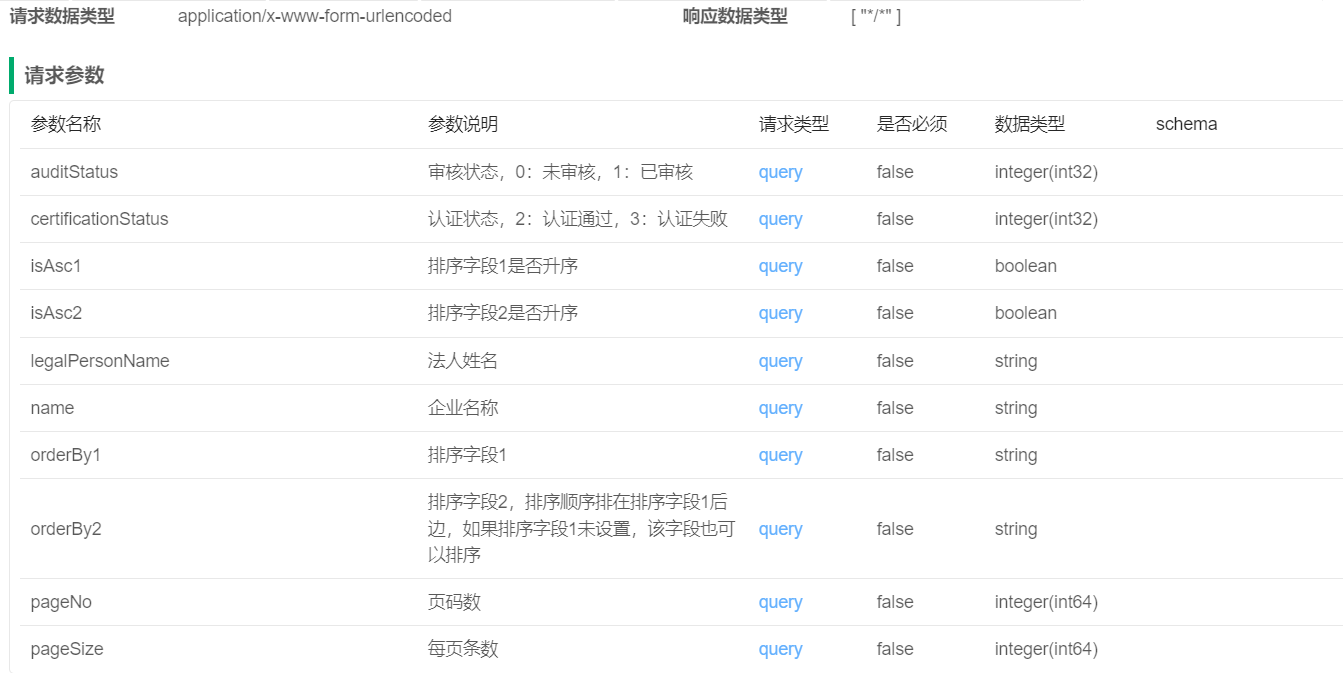 请求数据类型 application/x-www-form-urlencoded 响应数据类型 [ "*/*" ]
请求参数
参数名称 参数说明 请求类型 是否必须 数据类型 schema
auditStatus 审核状态，0：未审核，1：已审核 query false integer(int32)
certificationStatus 认证状态，2：认证通过，3：认证失败 query false integer(int32)
isAsc1 排序字段1是否升序 query false boolean
isAsc2 排序字段2是否升序 query false boolean
legalPersonName 法人姓名 query false string
name 企业名称 query false string
orderBy1 排序字段1 query false string
orderBy2 排序字段2，排序顺序排在排序字段1后
边，如果排序字段1未设置，该字段也可
以排序 query false string
pageNo 页码数 query false integer(int64)
pageSize 每页条数 query false integer(int64)